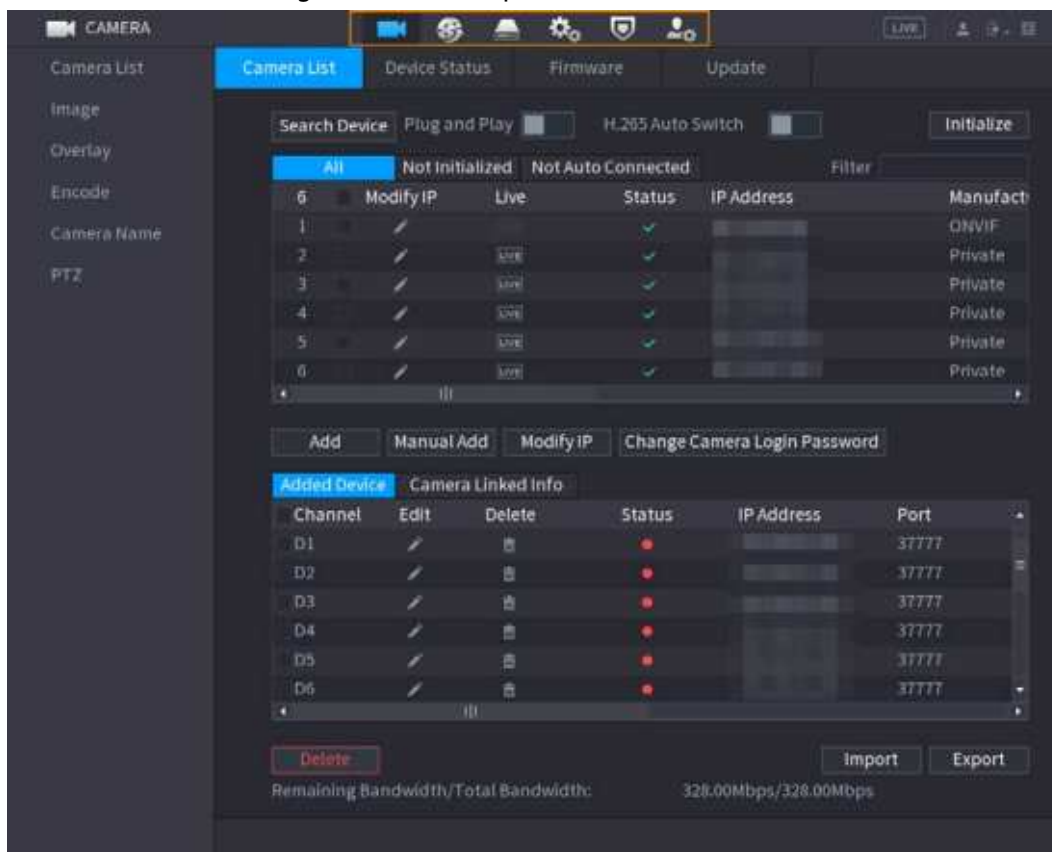 CAMERA LIVE
Camera List
Image
Overlay
Encode
Camera Name
PTZ
Camera List Device Status Firmware Update
Search Device Plug and Play H.265 Auto Switch Initialize
All Not Initialized Not Auto Connected Filter
6 Modify IP Live Status IP Address Manufact
1 ONVIF
2 LIVE Private
3 LIVE Private
4 LIVE Private
5 LIVE Private
6 LIVE Private
Add Manual Add Modify IP Change Camera Login Password
Added Device Camera Linked Info
Channel Edit Delete Status IP Address Port
D1 37777
D2 37777
D3 37777
D4 37777
D5 37777
D6 37777
Delete Import Export
Remaining Bandwidth/Total Bandwidth: 328.00Mbps/328.00Mbps